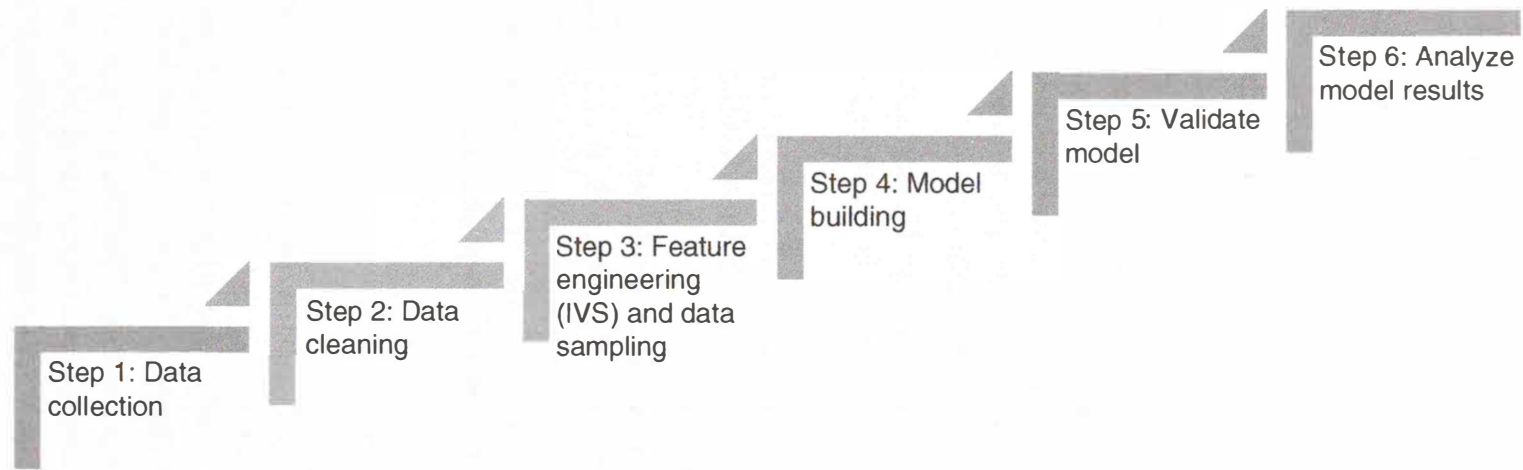 Step 1: Data
collection
Step 2: Data
cleaning
Step 3: Feature
engineering
(IVS) and data
sampling
Step 4: Model
building
Step 5: Validate
model
Step 6: Analyze
model results